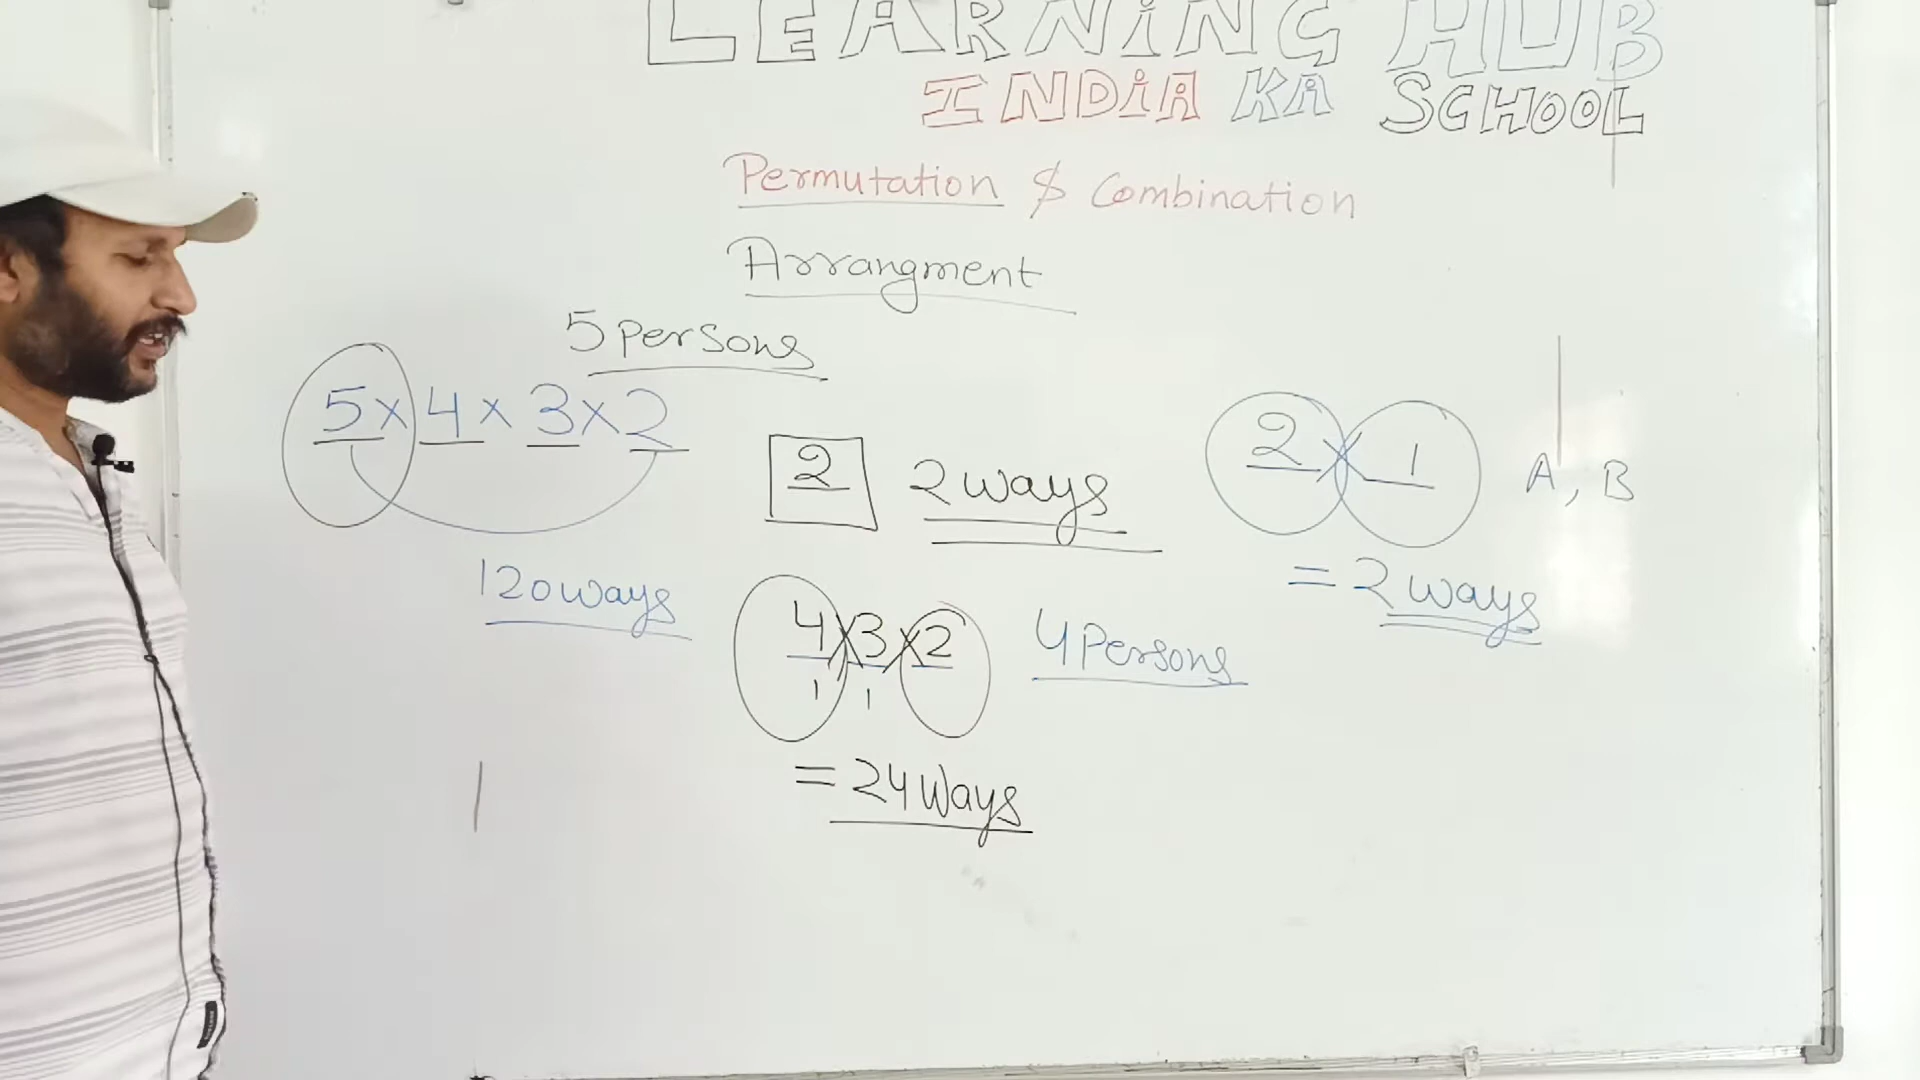 LEARNING HUB
INDIA KA SCHOOL
Permutation & Combination
Arrangment
5 persons
5 x 4 x 3 x 2
120 ways
2 2 ways
4 x 3 x 2 4 Persons
1 1
= 24 Ways
2 x 1 A, B
= 2 ways